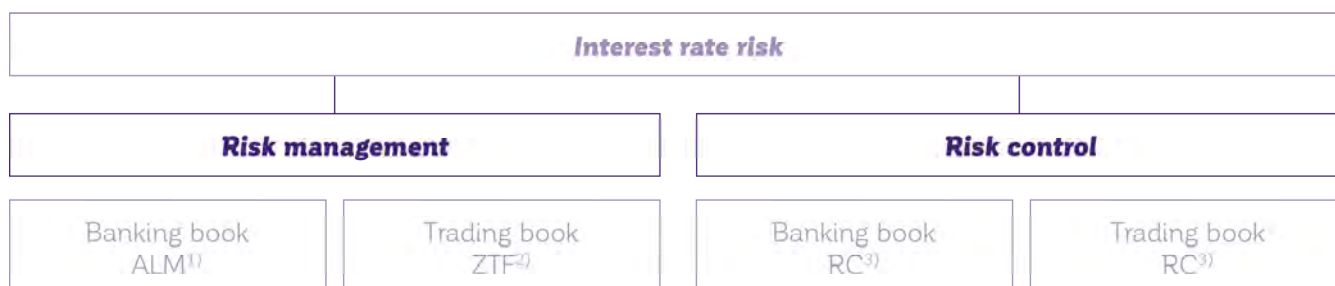 Interest rate risk
Risk management
Risk control
Banking book
ALM1)
Trading book
ZTF2)
Banking book
RC3)
Trading book
RC3)